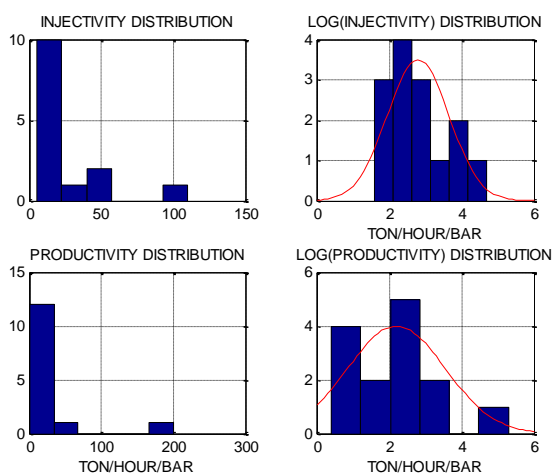 INJECTIVITY DISTRIBUTION
10
5
0
0 50 100 150
LOG(INJECTIVITY) DISTRIBUTION
4
3
2
1
0
0 2 4 6
TON/HOUR/BAR
PRODUCTIVITY DISTRIBUTION
15
10
5
0
0 100 200 300
TON/HOUR/BAR
LOG(PRODUCTIVITY) DISTRIBUTION
6
4
2
0
0 2 4 6
TON/HOUR/BAR